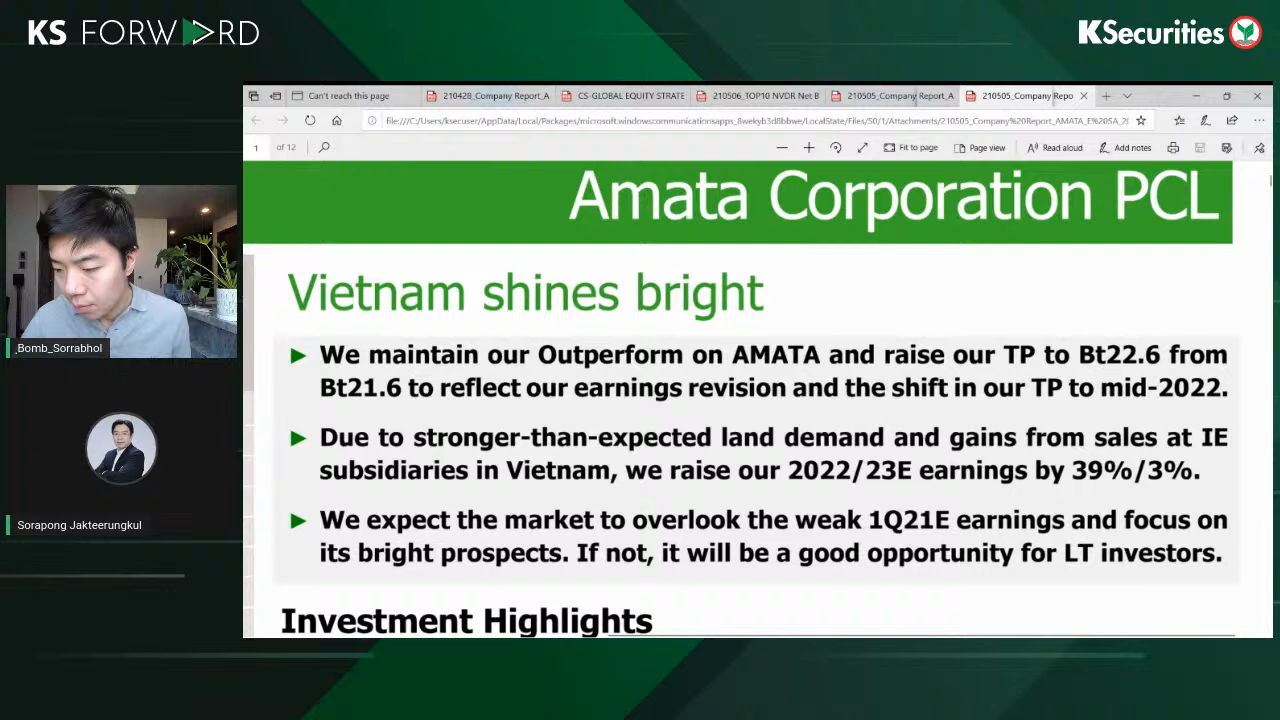 KS FORWARD
KSecurities
Can't reach this page
210428_Company Report_A
CS-GLOBAL EQUITY STRATE
210506_TOP10 NVDR Net B
210505_Company Report_A
210505_Company Repo
1 of 12
Fit to page
Page view
Read aloud
Add notes
Amata Corporation PCL
Vietnam shines bright
We maintain our Outperform on AMATA and raise our TP to Bt22.6 from
Bt21.6 to reflect our earnings revision and the shift in our TP to mid-2022.
Due to stronger-than-expected land demand and gains from sales at IE
subsidiaries in Vietnam, we raise our 2022/23E earnings by 39%/3%.
We expect the market to overlook the weak 1Q21E earnings and focus on
its bright prospects. If not, it will be a good opportunity for LT investors.
Investment Highlights
Bomb_Sorrabhol
Sorapong Jakteerungkul